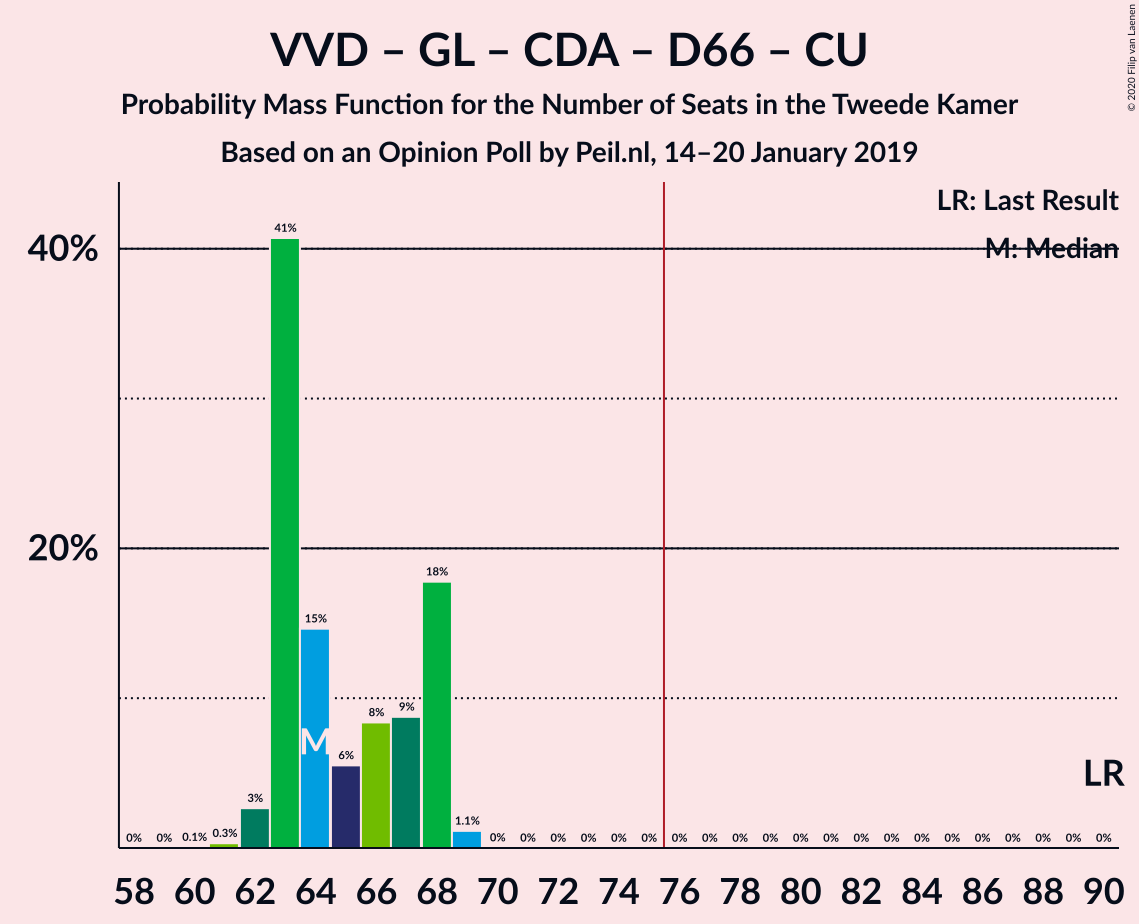 VVD – GL – CDA – D66 – CU
Probability Mass Function for the Number of Seats in the Tweede Kamer
Based on an Opinion Poll by Peil.nl, 14–20 January 2019
© 2020 Filip van Laenen
LR: Last Result
M: Median
40%
20%
0% 0% 0.1% 0.3% 3% 41% 15% 6% 8% 9% 18% 1.1% 0% 0% 0% 0% 0% 0% 0% 0% 0% 0% 0% 0% 0% 0% 0% 0% 0% 0% 0% 0% 0%
M
LR
58 60 62 64 66 68 70 72 74 76 78 80 82 84 86 88 90